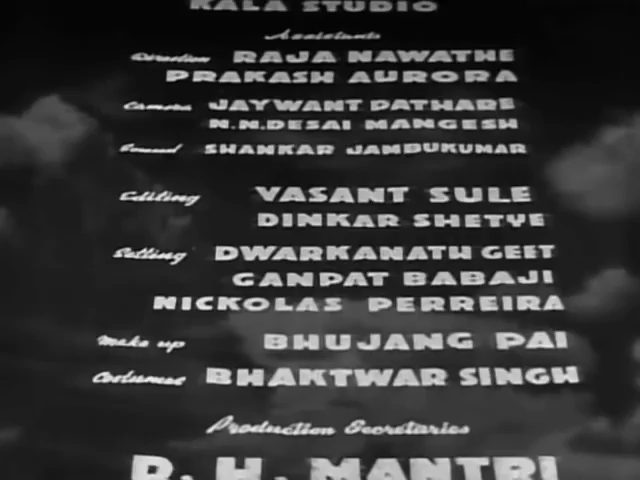 KALA STUDIO
Assistants
Direction RAJA NAWATHE
PRAKASH AURORA
Camera JAYWANT PATHARE
N.N.DESAI MANGESH
Sound SHANKAR JAMBUKUMAR
Editing VASANT SULE
DINKAR SHETYE
Setting DWARKANATH GEET
GANPAT BABAJI
NICKOLAS PERREIRA
Make up BHUJANG PAI
Costumes BHAKTWAR SINGH
Production Secretaries
D. H. MANTRI